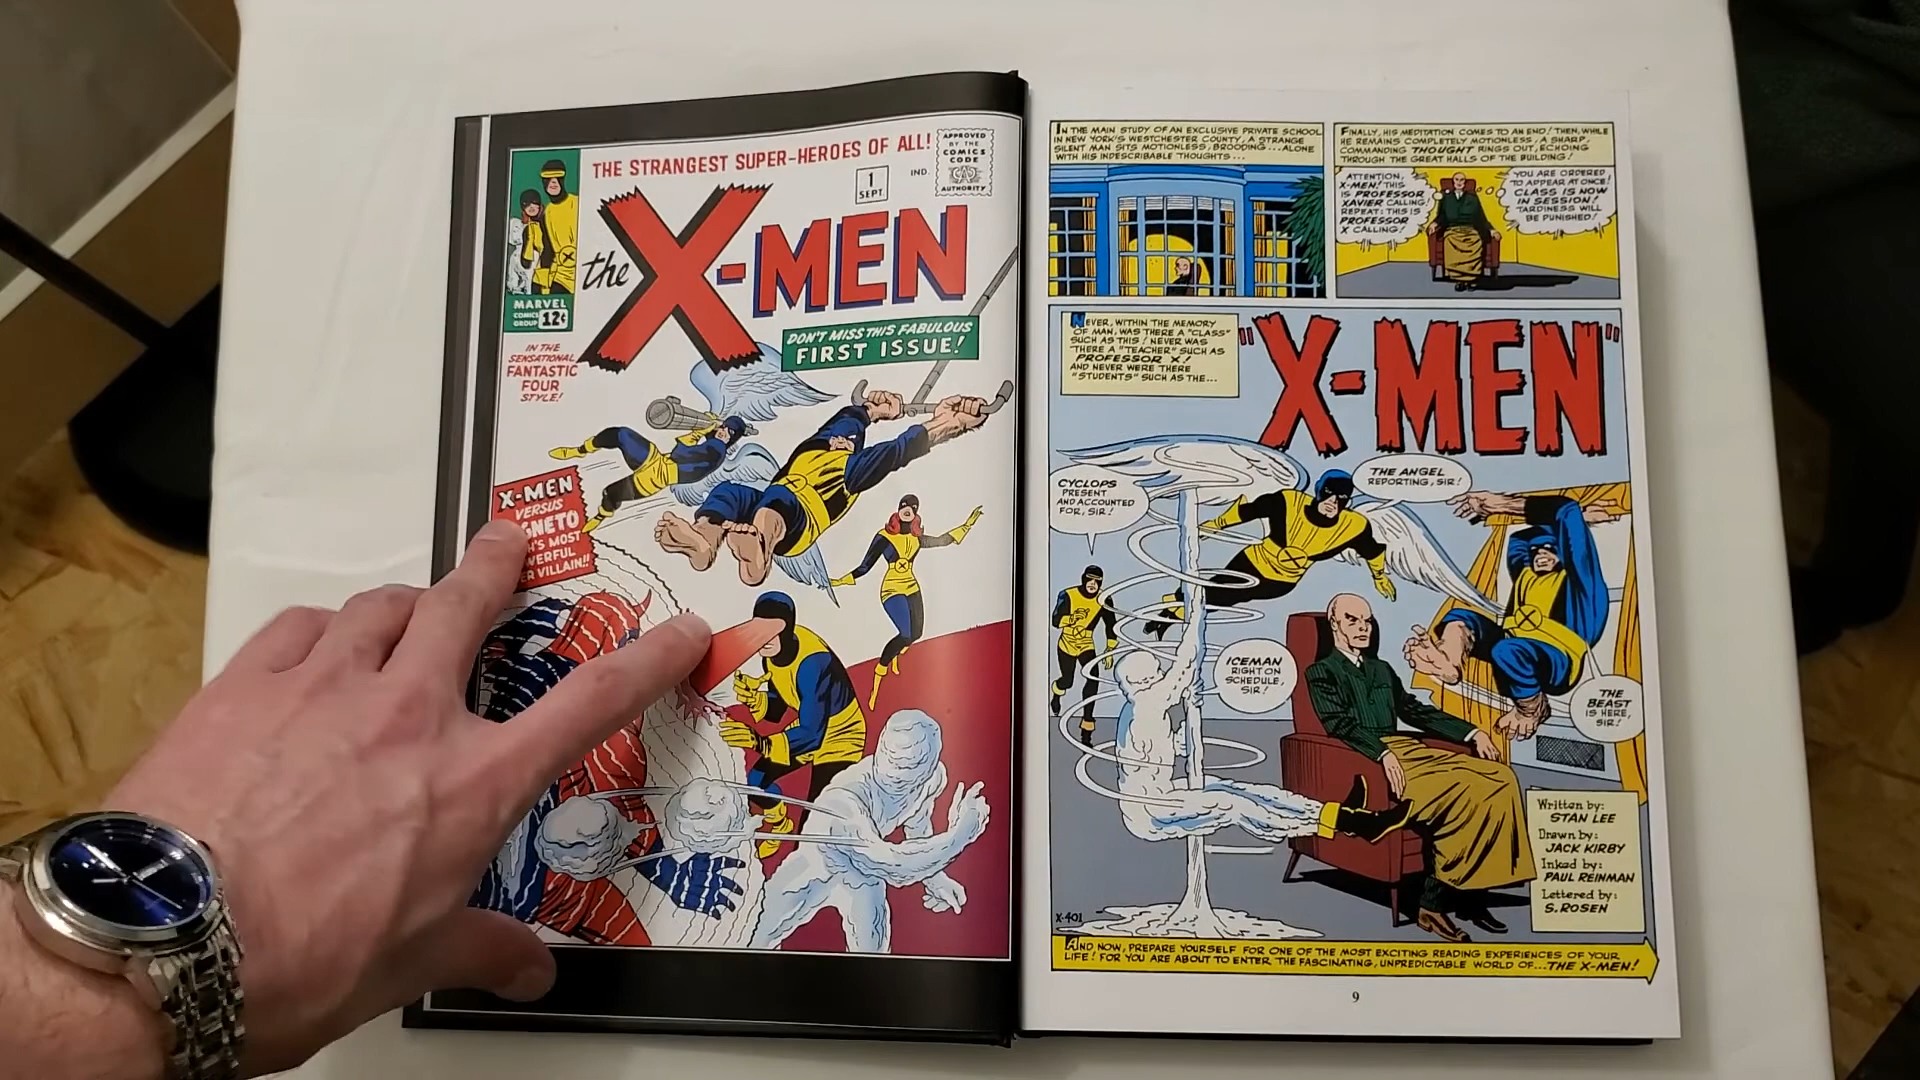 THE STRANGEST SUPER-HEROES OF ALL!
APPROVED
BY THE
COMICS
CODE
AUTHORITY
IND.
1
SEPT.
the X-MEN
MARVEL
COMICS
GROUP 12¢
DON'T MISS THIS FABULOUS
FIRST ISSUE!
IN THE
SENSATIONAL
FANTASTIC
FOUR
STYLE!
X-MEN
VERSUS
GNETO
'S MOST
WERFUL
ER VILLAIN!!
IN THE MAIN STUDY OF AN EXCLUSIVE PRIVATE SCHOOL
IN NEW YORK'S WESTCHESTER COUNTY, A STRANGE
SILENT MAN SITS MOTIONLESS, BROODING...ALONE
WITH HIS INDESCRIBABLE THOUGHTS...
FINALLY, HIS MEDITATION COMES TO AN END! THEN, WHILE
HE REMAINS COMPLETELY MOTIONLESS, A SHARP,
COMMANDING THOUGHT RINGS OUT, ECHOING
THROUGH THE GREAT HALLS OF THE BUILDING!
ATTENTION,
X-MEN! THIS
IS PROFESSOR
XAVIER CALLING!
REPEAT: THIS IS
PROFESSOR
X CALLING!
YOU ARE ORDERED
TO APPEAR AT ONCE!
CLASS IS NOW
IN SESSION!
TARDINESS WILL
BE PUNISHED!
NEVER, WITHIN THE MEMORY
OF MAN, WAS THERE A "CLASS"
SUCH AS THIS! NEVER WAS
THERE A "TEACHER" SUCH AS
PROFESSOR X!
AND NEVER WERE THERE
"STUDENTS" SUCH AS THE...
"X-MEN"
CYCLOPS
PRESENT
AND ACCOUNTED
FOR, SIR!
THE ANGEL
REPORTING, SIR!
ICEMAN
RIGHT ON
SCHEDULE,
SIR!
THE
BEAST
IS HERE,
SIR!
Written by:
STAN LEE
Drawn by:
JACK KIRBY
Inked by:
PAUL REINMAN
Lettered by:
S. ROSEN
X-401
AND NOW, PREPARE YOURSELF FOR ONE OF THE MOST EXCITING READING EXPERIENCES OF YOUR
LIFE! FOR YOU ARE ABOUT TO ENTER THE FASCINATING, UNPREDICTABLE WORLD OF...THE X-MEN!
9